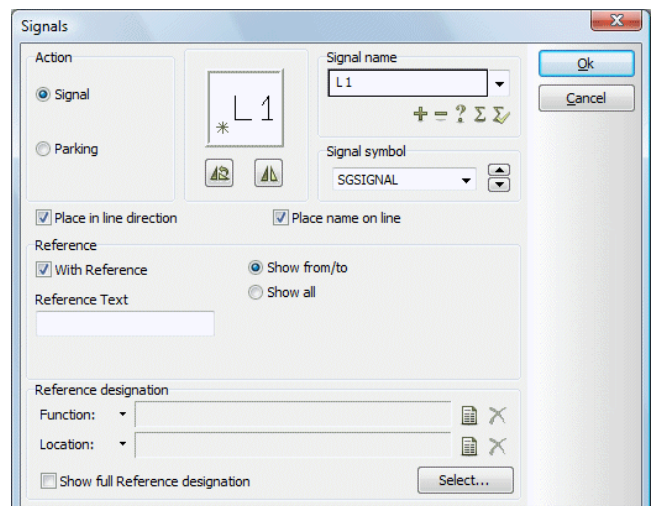 Signals
Action
Signal
Parking
L 1
Signal name
L1
+ - ? Σ Σ
Signal symbol
SGSIGNAL
Ok
Cancel
Place in line direction
Place name on line
Reference
With Reference
Show from/to
Show all
Reference Text
Reference designation
Function:
Location:
Show full Reference designation
Select...